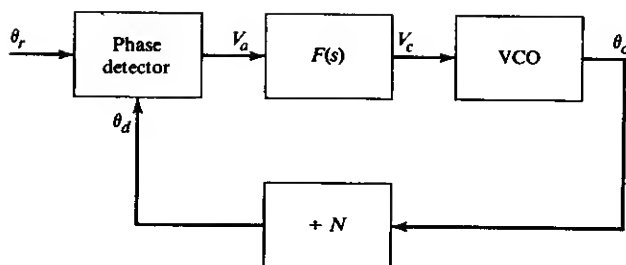 θr
Phase
detector
Va
F(s)
Vc
VCO
θo
θd
÷ N